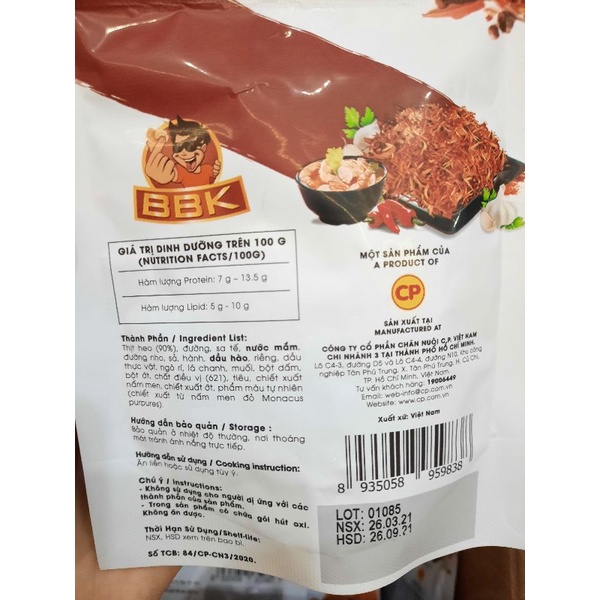 BBK
GIÁ TRỊ DINH DƯỠNG TRÊN 100 G
(NUTRITION FACTS/100G)
Hàm lượng Protein: 7 g – 13.5 g
Hàm lượng Lipid: 5 g - 10 g
Thành Phần / Ingredient List:
Thịt heo (90%), đường, sa tế, nước mắm,
đường nho, sả, hành, dầu hào, riềng, dầu
thực vật, ngò rí, lá chanh, muối, bột dấm,
bột ớt, chất điều vị (621), tiêu, chiết xuất
nấm men, chiết xuất ớt, phẩm màu tự nhiên
(chiết xuất từ nấm men đỏ Monacus
purpures).
Hướng dẫn bảo quản / Storage :
Bảo quản ở nhiệt độ thường, nơi thoáng
mát tránh ánh nắng trực tiếp.
Hướng dẫn sử dụng / Cooking instruction:
Ăn liền hoặc sử dụng tùy ý.
Chú ý / Instructions:
- Không sử dụng cho người dị ứng với các
thành phần của sản phẩm.
- Trong sản phẩm có chứa gói hút oxi.
Không ăn được.
Thời Hạn Sử Dụng/Shelf-life:
NSX, HSD xem trên bao bì.
Số TCB: 84/CP-CN3/2020.
MỘT SẢN PHẨM CỦA
A PRODUCT OF
CP
SẢN XUẤT TẠI
MANUFACTURED AT
CÔNG TY CỔ PHẦN CHĂN NUÔI C.P. VIỆT NAM
CHI NHÁNH 3 TẠI THÀNH PHỐ HỒ CHÍ MINH.
Lô C4-3, đường D5 và Lô C4-4, đường N10, Khu công
nghiệp Tân Phú Trung, X. Tân Phú Trung, H. Củ Chi,
TP. Hồ Chí Minh, Việt Nam.
Tư vấn khách hàng: 19006449
Email: web-info@cp.com.vn
Website: www.cp.com.vn
Xuất xứ: Việt Nam
8 935058 959838
LOT: 01085
NSX: 26.03.21
HSD: 26.09.21